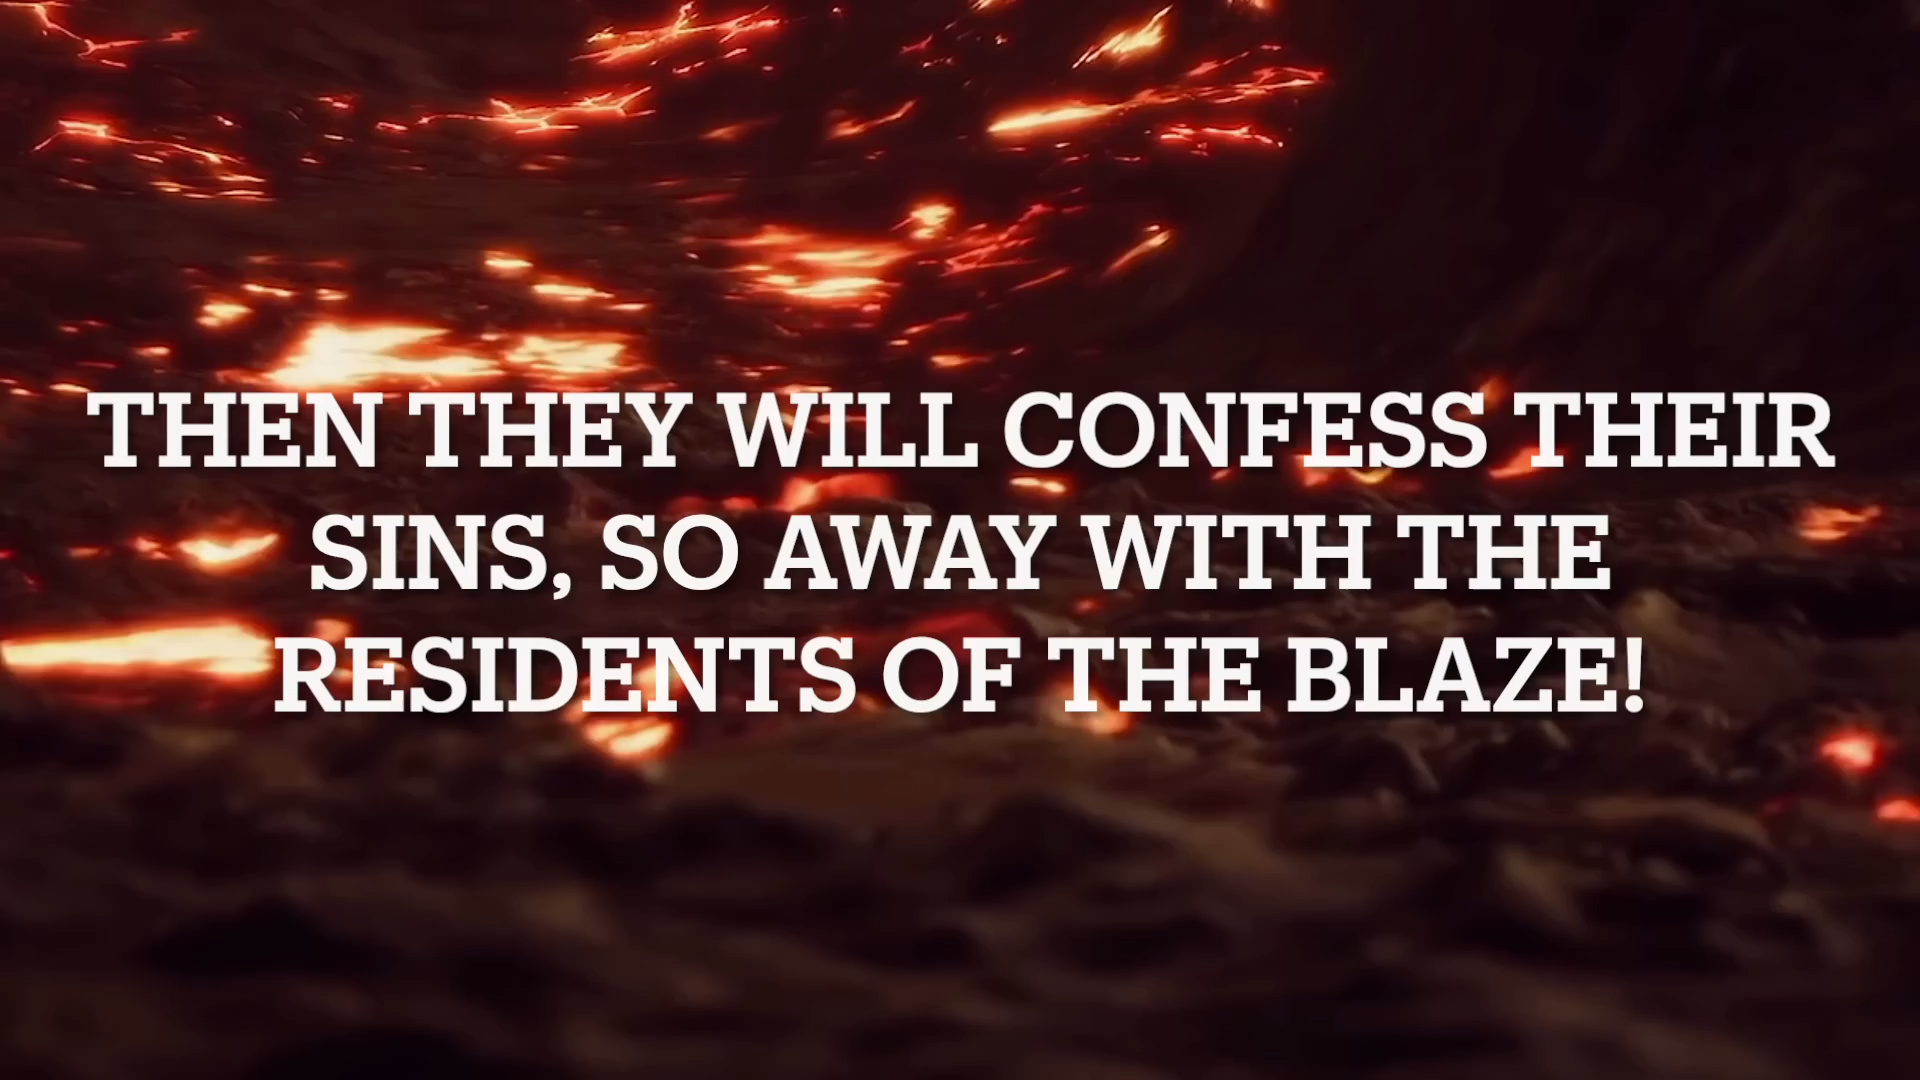 THEN THEY WILL CONFESS THEIR
SINS, SO AWAY WITH THE
RESIDENTS OF THE BLAZE!